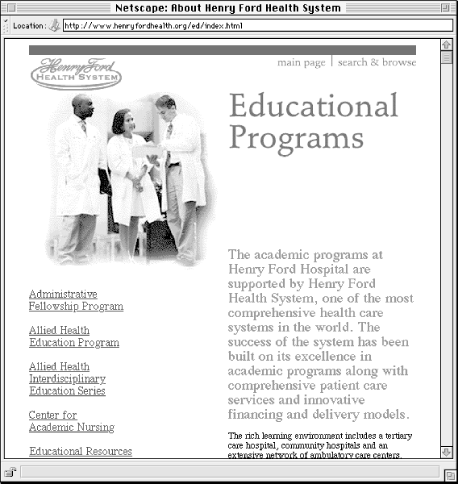 Netscape: About Henry Ford Health System
Location: http://www.henryfordhealth.org/ed/index.html
Henry Ford
HEALTH SYSTEM
main page | search & browse
Educational
Programs
The academic programs at
Henry Ford Hospital are
supported by Henry Ford
Health System, one of the most
comprehensive health care
systems in the world. The
success of the system has been
built on its excellence in
academic programs along with
comprehensive patient care
services and innovative
financing and delivery models.
The rich learning environment includes a tertiary
care hospital, community hospitals and an
extensive network of ambulatory care centers.
Administrative
Fellowship Program
Allied Health
Education Program
Allied Health
Interdisciplinary
Education Series
Center for
Academic Nursing
Educational Resources